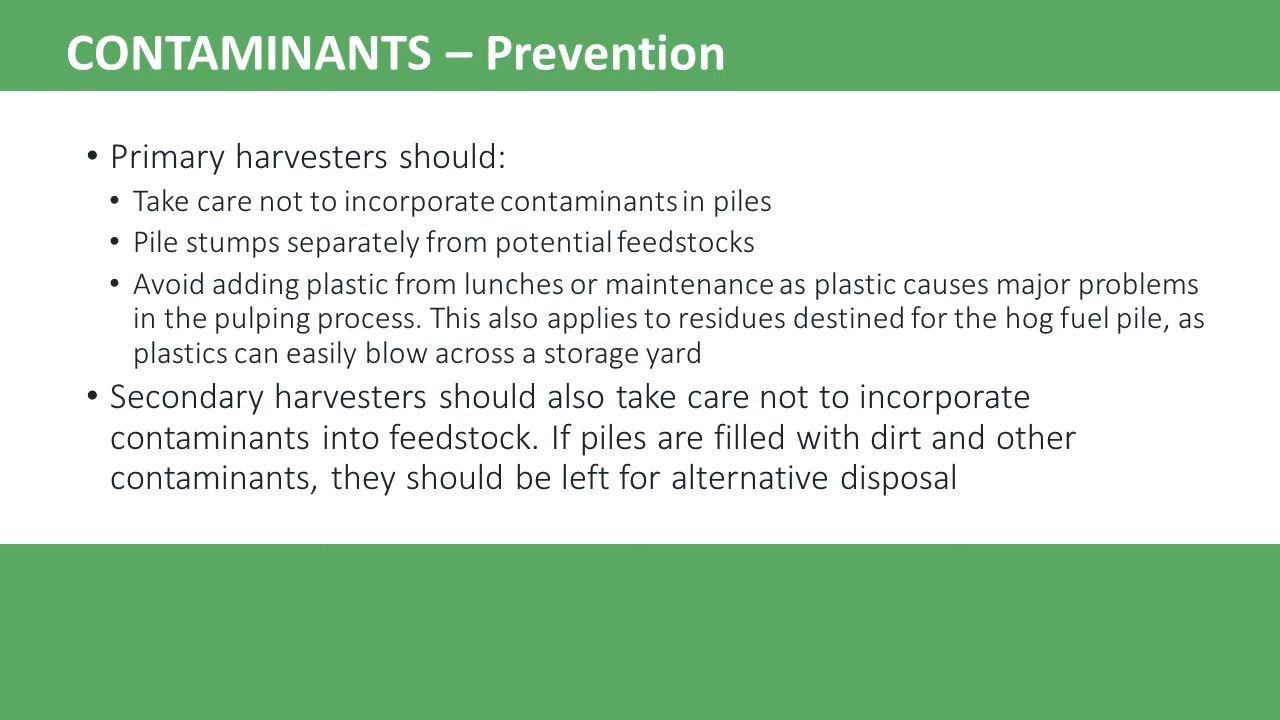 CONTAMINANTS – Prevention
• Primary harvesters should:
• Take care not to incorporate contaminants in piles
• Pile stumps separately from potential feedstocks
• Avoid adding plastic from lunches or maintenance as plastic causes major problems
in the pulping process. This also applies to residues destined for the hog fuel pile, as
plastics can easily blow across a storage yard
• Secondary harvesters should also take care not to incorporate
contaminants into feedstock. If piles are filled with dirt and other
contaminants, they should be left for alternative disposal